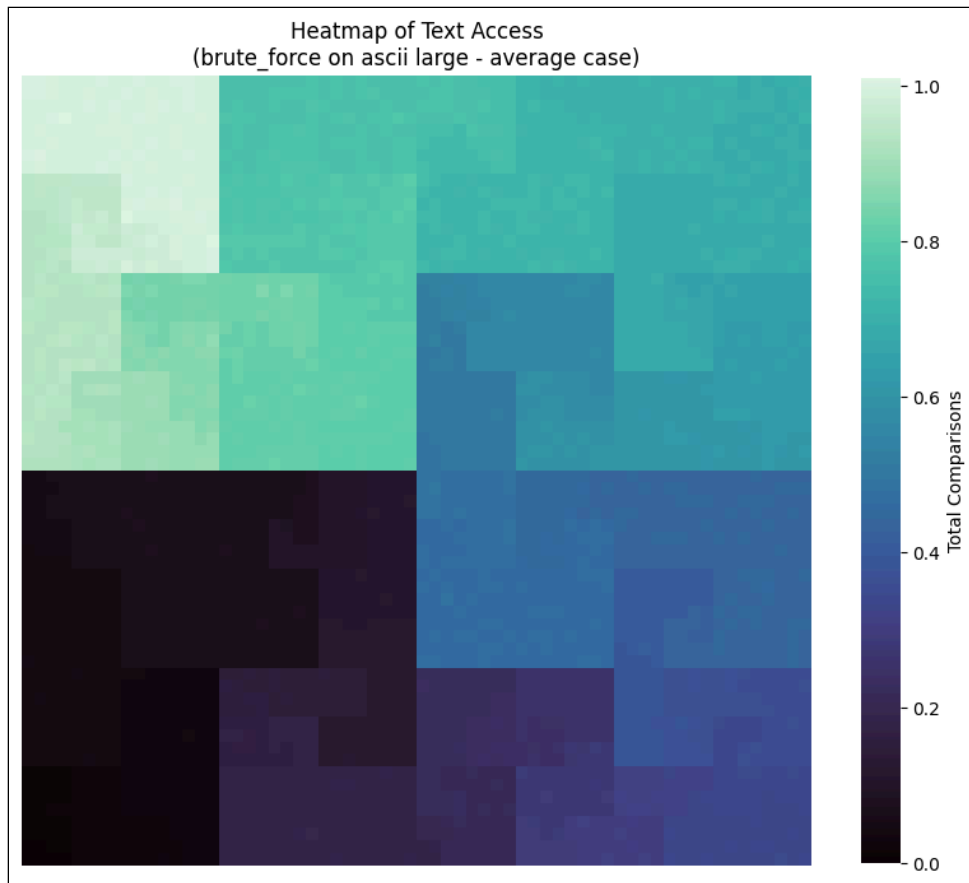 Heatmap of Text Access
(brute_force on ascii large - average case)
1.0
0.8
0.6
0.4
0.2
0.0
Total Comparisons